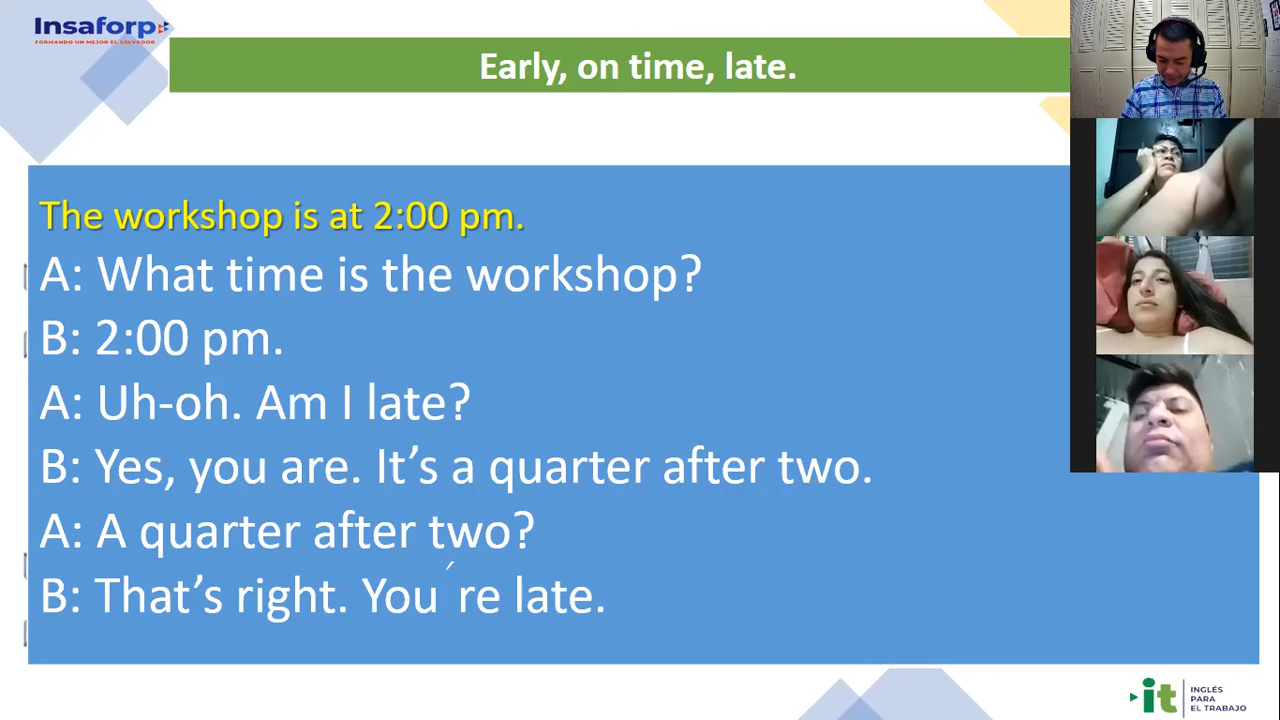 Insaforp
FORMANDO UN MEJOR EL SALVADOR
Early, on time, late.
The workshop is at 2:00 pm.
A: What time is the workshop?
B: 2:00 pm.
A: Uh-oh. Am I late?
B: Yes, you are. It’s a quarter after two.
A: A quarter after two?
B: That’s right. You´re late.
it
INGLÉS
PARA
EL TRABAJO